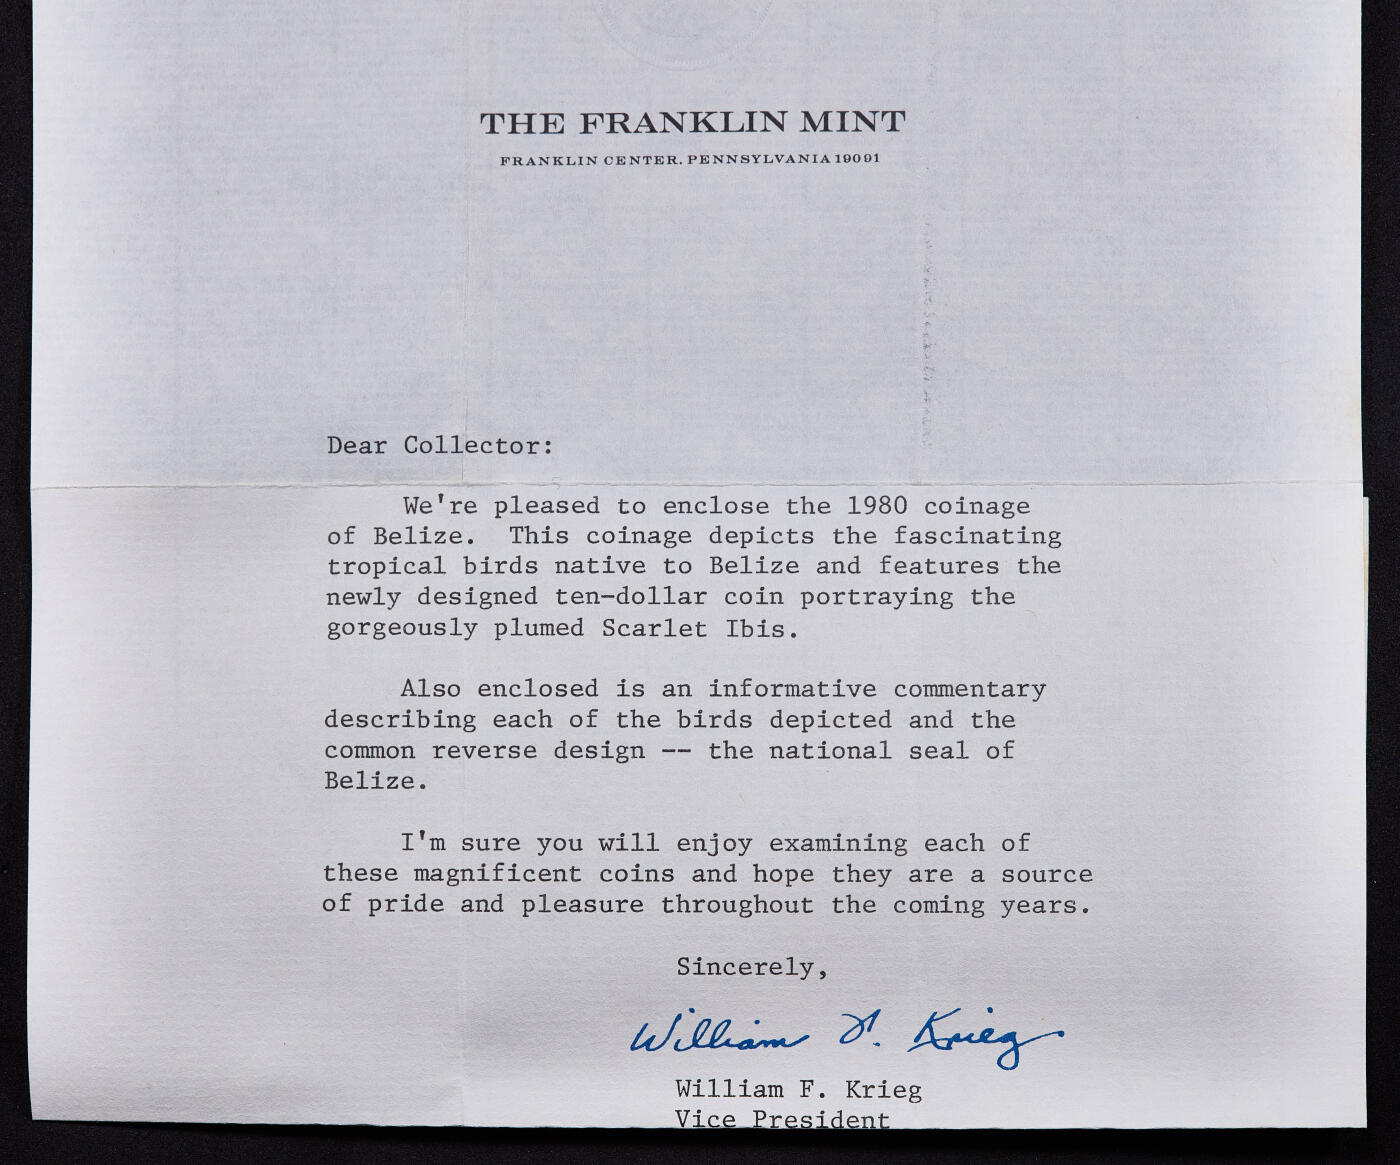 THE FRANKLIN MINT
FRANKLIN CENTER, PENNSYLVANIA 19091
Dear Collector:
We're pleased to enclose the 1980 coinage
of Belize. This coinage depicts the fascinating
tropical birds native to Belize and features the
newly designed ten-dollar coin portraying the
gorgeously plumed Scarlet Ibis.
Also enclosed is an informative commentary
describing each of the birds depicted and the
common reverse design -- the national seal of
Belize.
I'm sure you will enjoy examining each of
these magnificent coins and hope they are a source
of pride and pleasure throughout the coming years.
Sincerely,
William F. Krieg
William F. Krieg
Vice President